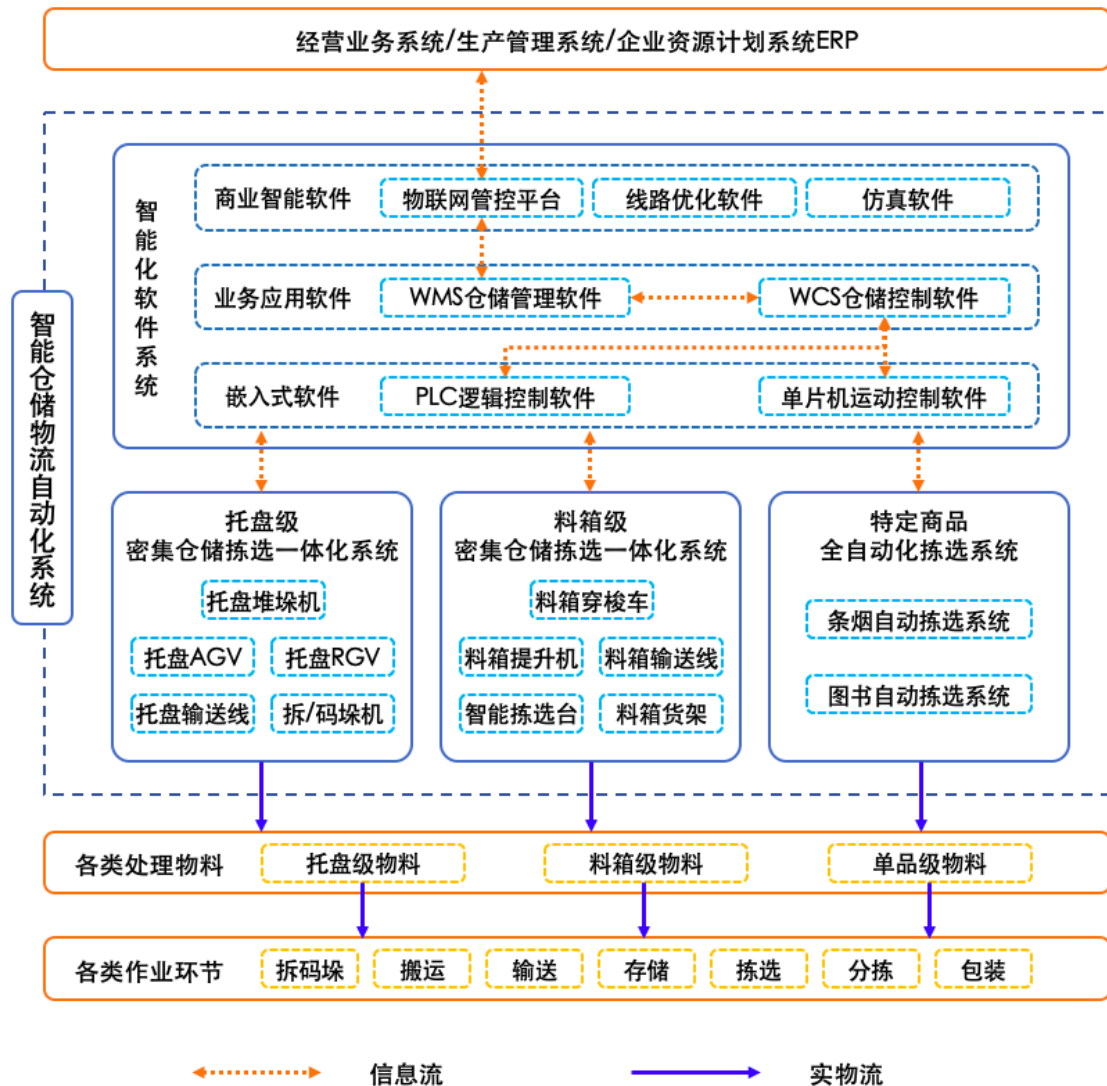 经营业务系统/生产管理系统/企业资源计划系统ERP
智能仓储物流自动化系统
智能化软件系统
商业智能软件
物联网管控平台
线路优化软件
仿真软件
业务应用软件
WMS仓储管理软件
WCS仓储控制软件
嵌入式软件
PLC逻辑控制软件
单片机运动控制软件
托盘级
密集仓储拣选一体化系统
托盘堆垛机
托盘AGV
托盘RGV
托盘输送线
拆/码垛机
料箱级
密集仓储拣选一体化系统
料箱穿梭车
料箱提升机
料箱输送线
智能拣选台
料箱货架
特定商品
全自动化拣选系统
条烟自动拣选系统
图书自动拣选系统
各类处理物料
托盘级物料
料箱级物料
单品级物料
各类作业环节
拆码垛
搬运
输送
存储
拣选
分拣
包装
信息流
实物流